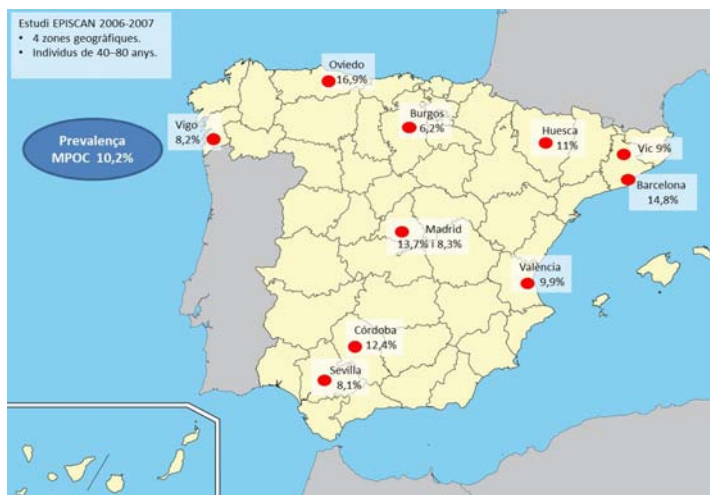 Estudi EPISCAN 2006-2007
• 4 zones geogràfiques.
• Individus de 40–80 anys.
Oviedo
16,9%
Burgos
6,2%
Vigo
8,2%
Huesca
11%
Vic 9%
Prevalença
MPOC 10,2%
Barcelona
14,8%
Madrid
13,7% i 8,3%
València
9,9%
Córdoba
12,4%
Sevilla
8,1%